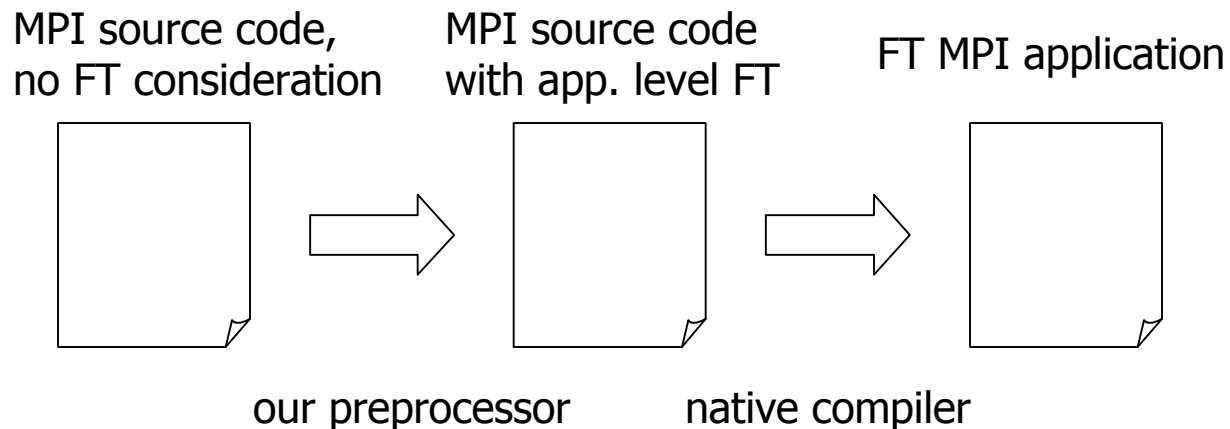 MPI source code,
no FT consideration
MPI source code
with app. level FT
FT MPI application
our preprocessor
native compiler